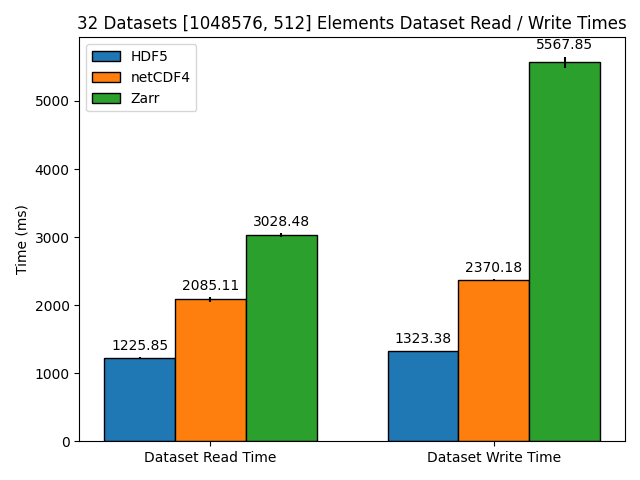 32 Datasets [1048576, 512] Elements Dataset Read / Write Times
HDF5
netCDF4
Zarr
5567.85
3028.48
2370.18
2085.11
1323.38
1225.85
Time (ms)
5000
4000
3000
2000
1000
0
Dataset Read Time
Dataset Write Time